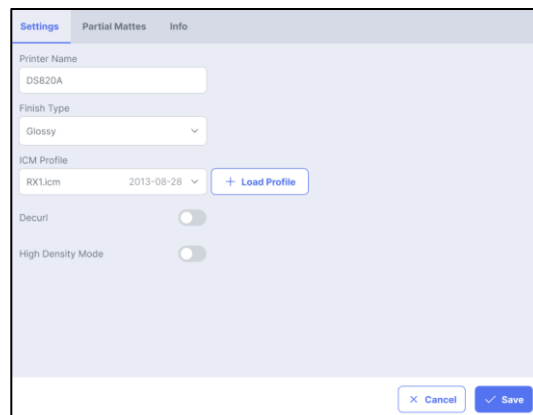 Settings Partial Mattes Info
Printer Name
DS820A
Finish Type
Glossy
ICM Profile
RX1.icm 2013-08-28 + Load Profile
Decurl
High Density Mode
Cancel Save